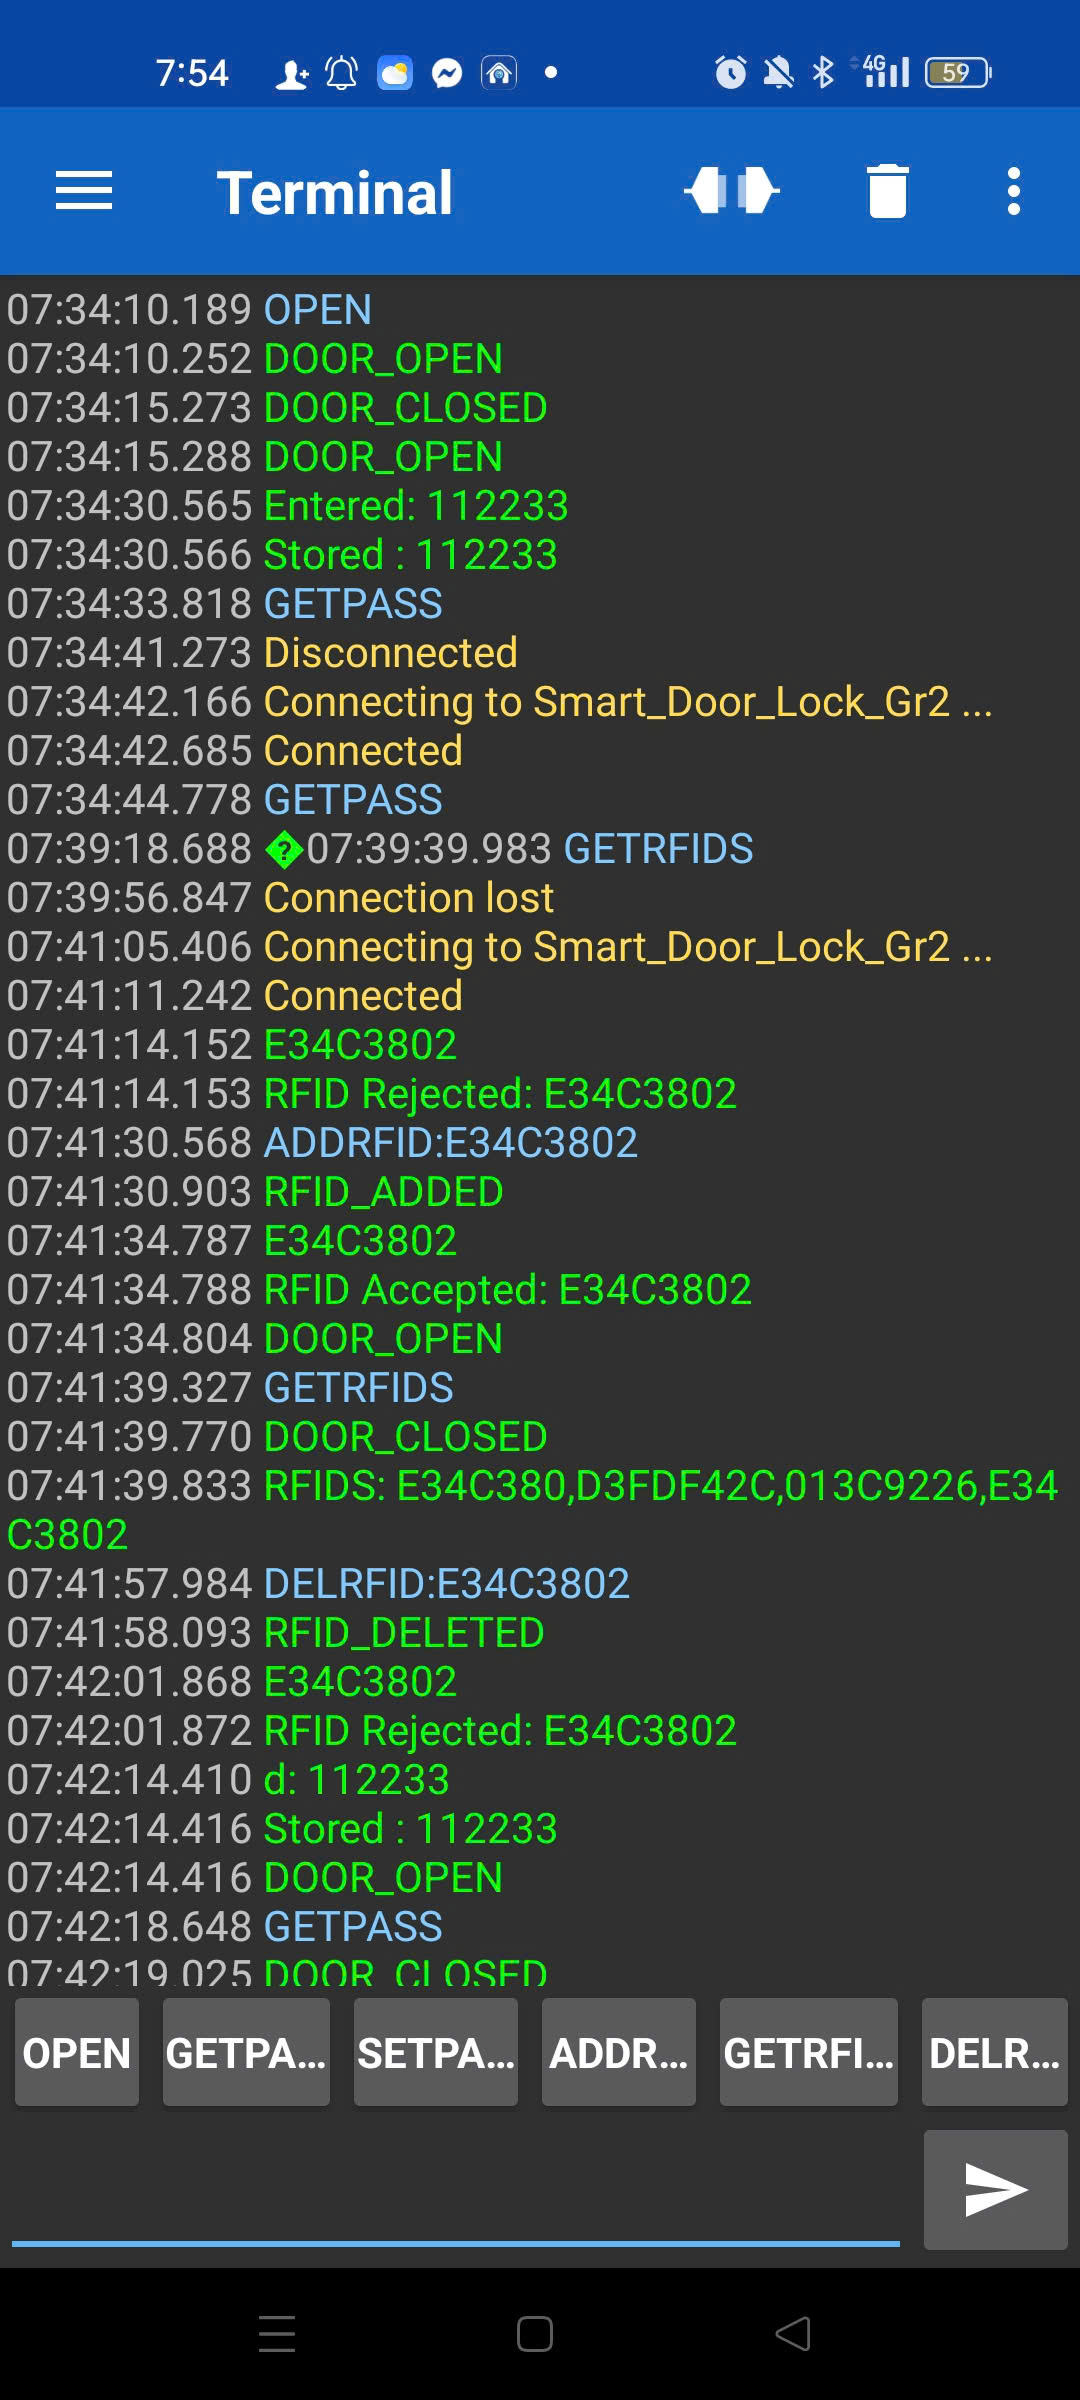 7:54 4G 59
Terminal
07:34:10.189 OPEN
07:34:10.252 DOOR_OPEN
07:34:15.273 DOOR_CLOSED
07:34:15.288 DOOR_OPEN
07:34:30.565 Entered: 112233
07:34:30.566 Stored : 112233
07:34:33.818 GETPASS
07:34:41.273 Disconnected
07:34:42.166 Connecting to Smart_Door_Lock_Gr2 ...
07:34:42.685 Connected
07:34:44.778 GETPASS
07:39:18.688 �07:39:39.983 GETRFIDS
07:39:56.847 Connection lost
07:41:05.406 Connecting to Smart_Door_Lock_Gr2 ...
07:41:11.242 Connected
07:41:14.152 E34C3802
07:41:14.153 RFID Rejected: E34C3802
07:41:30.568 ADDRFID:E34C3802
07:41:30.903 RFID_ADDED
07:41:34.787 E34C3802
07:41:34.788 RFID Accepted: E34C3802
07:41:34.804 DOOR_OPEN
07:41:39.327 GETRFIDS
07:41:39.770 DOOR_CLOSED
07:41:39.833 RFIDS: E34C380,D3FDF42C,013C9226,E34
C3802
07:41:57.984 DELRFID:E34C3802
07:41:58.093 RFID_DELETED
07:42:01.868 E34C3802
07:42:01.872 RFID Rejected: E34C3802
07:42:14.410 d: 112233
07:42:14.416 Stored : 112233
07:42:14.416 DOOR_OPEN
07:42:18.648 GETPASS
07:42:19.025 DOOR_CLOSED
OPEN GETPA... SETPA... ADDR... GETRFI... DELR...